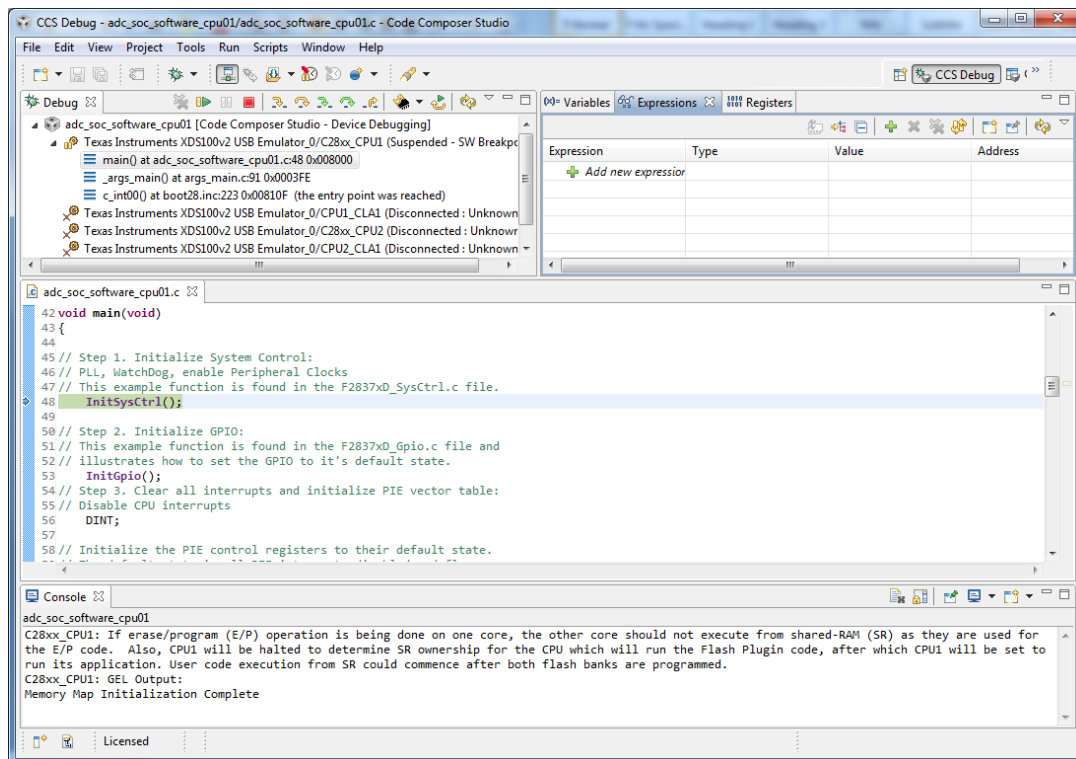 CCS Debug - adc_soc_software_cpu01/adc_soc_software_cpu01.c - Code Composer Studio
File Edit View Project Tools Run Scripts Window Help
CCS Debug
Debug
adc_soc_software_cpu01 [Code Composer Studio - Device Debugging]
Texas Instruments XDS100v2 USB Emulator_0/C28xx_CPU1 (Suspended - SW Breakpo
main() at adc_soc_software_cpu01.c:48 0x008000
_args_main() at args_main.c:91 0x0003FE
c_int00() at boot28.inc:223 0x00810F (the entry point was reached)
Texas Instruments XDS100v2 USB Emulator_0/CPU1_CLA1 (Disconnected : Unknown
Texas Instruments XDS100v2 USB Emulator_0/C28xx_CPU2 (Disconnected : Unknown
Texas Instruments XDS100v2 USB Emulator_0/CPU2_CLA1 (Disconnected : Unknown
(x)= Variables Expressions 1010 Registers
Expression Type Value Address
Add new expression
adc_soc_software_cpu01.c
42 void main(void)
43 {
44
45 // Step 1. Initialize System Control:
46 // PLL, WatchDog, enable Peripheral Clocks
47 // This example function is found in the F2837xD_SysCtrl.c file.
48 InitSysCtrl();
49
50 // Step 2. Initialize GPIO:
51 // This example function is found in the F2837xD_Gpio.c file and
52 // illustrates how to set the GPIO to it's default state.
53 InitGpio();
54 // Step 3. Clear all interrupts and initialize PIE vector table:
55 // Disable CPU interrupts
56 DINT;
57
58 // Initialize the PIE control registers to their default state.
Console
adc_soc_software_cpu01
C28xx_CPU1: If erase/program (E/P) operation is being done on one core, the other core should not execute from shared-RAM (SR) as they are used for
the E/P code. Also, CPU1 will be halted to determine SR ownership for the CPU which will run the Flash Plugin code, after which CPU1 will be set to
run its application. User code execution from SR could commence after both flash banks are programmed.
C28xx_CPU1: GEL Output:
Memory Map Initialization Complete
Licensed